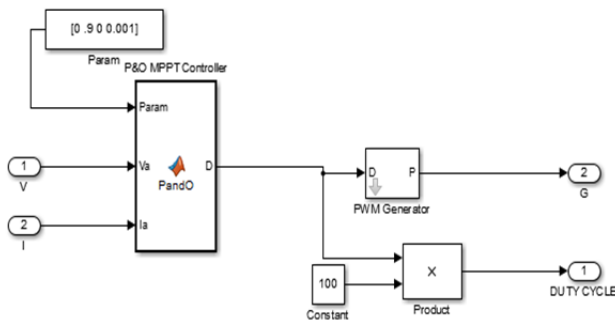 [0 .9 0 0.001]
Param
P&O MPPT Controller
Param
Va
PandO
Ia
D
1
V
2
I
D
P
PWM Generator
2
G
100
Constant
X
Product
1
DUTY CYCLE